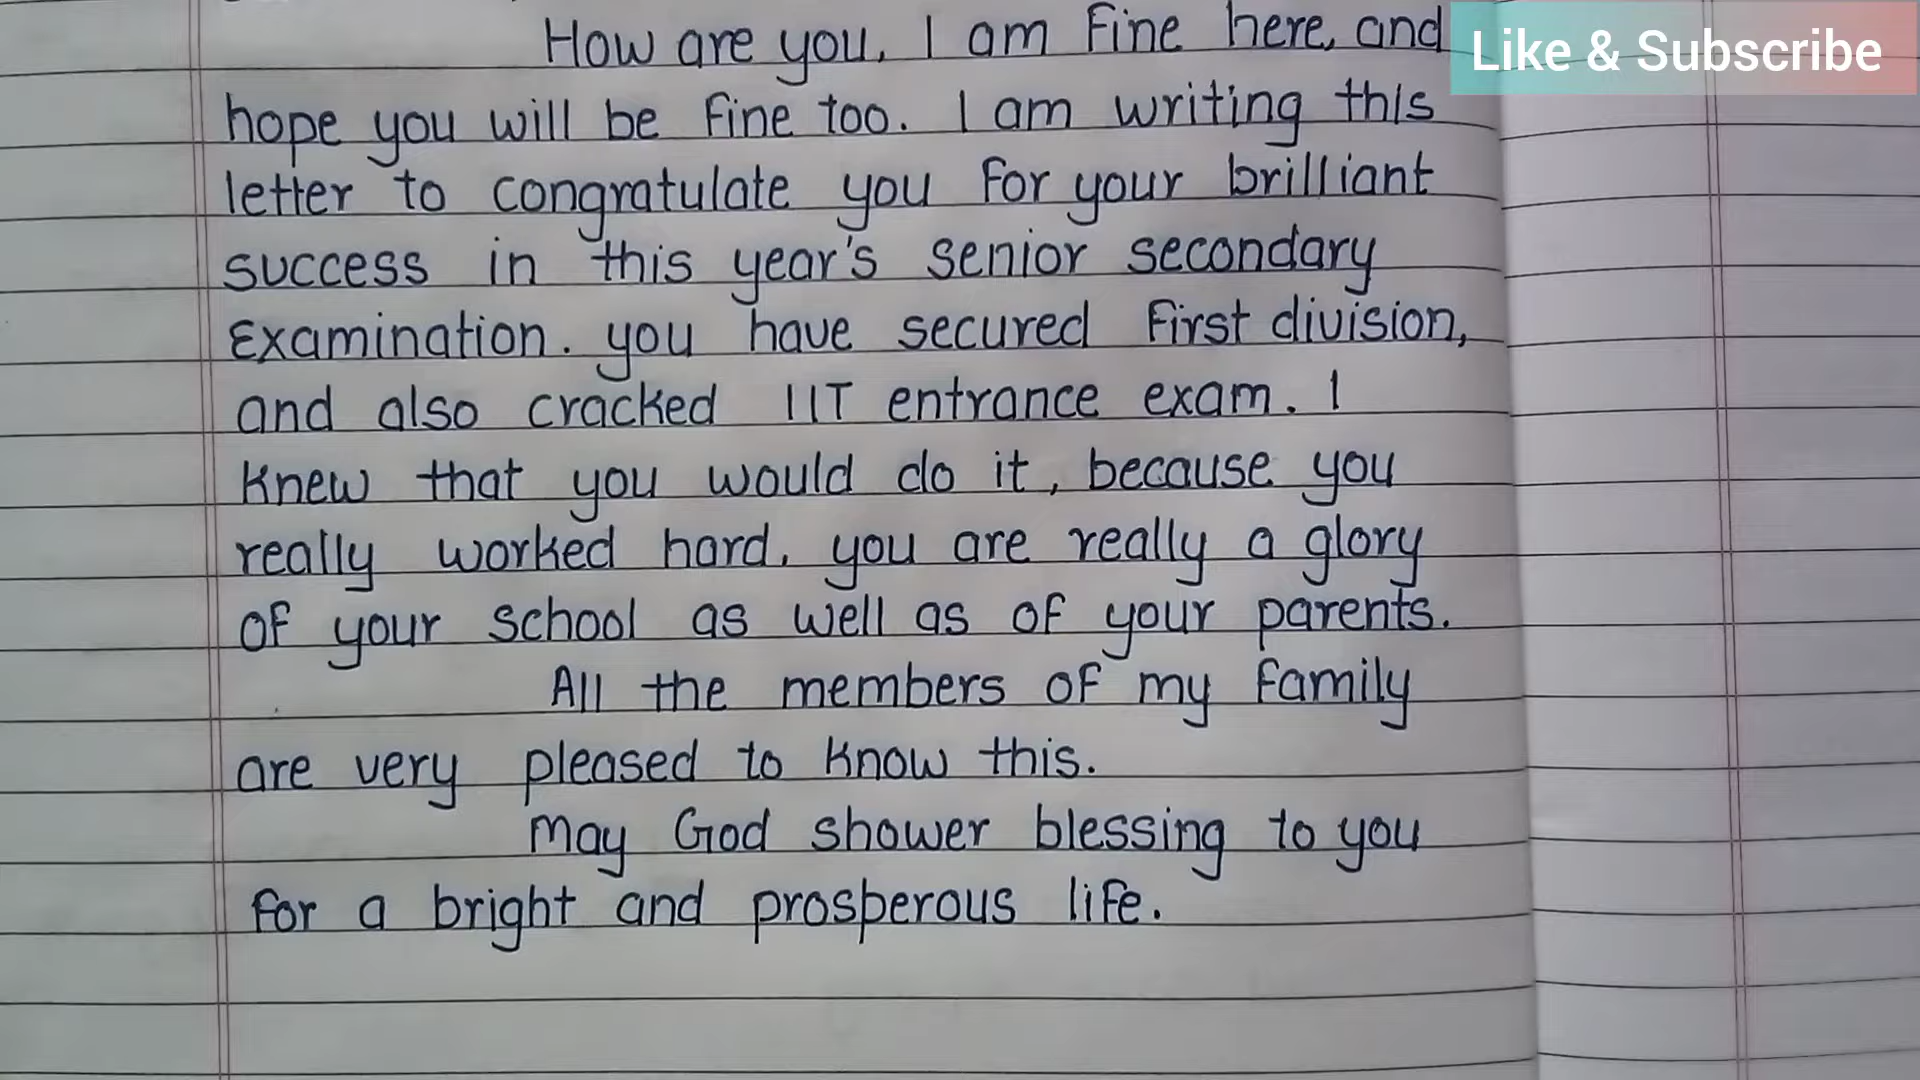 How are you. I am fine here, and
Like & Subscribe
hope you will be fine too. I am writing this
letter to congratulate you for your brilliant
success in this year's senior secondary
Examination. you have secured first division,
and also cracked IIT entrance exam. I
knew that you would do it, because you
really worked hard. you are really a glory
of your school as well as of your parents.
All the members of my family
are very pleased to know this.
May God shower blessing to you
for a bright and prosperous life.